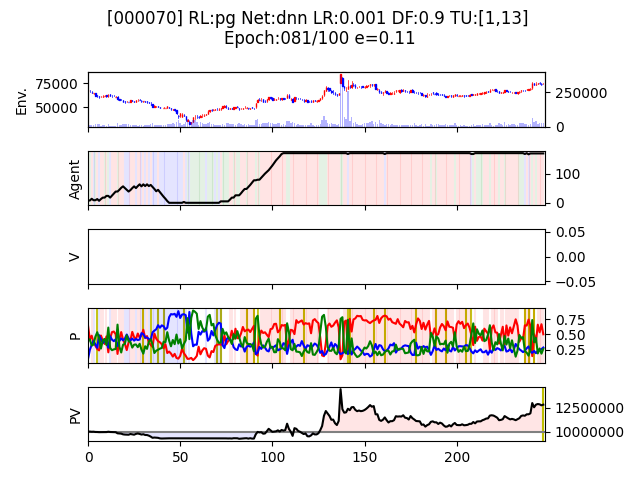 [000070] RL:pg Net:dnn LR:0.001 DF:0.9 TU:[1,13]
Epoch:081/100 e=0.11
Env.
75000
50000
250000
0
Agent
100
0
V
0.05
0.00
−0.05
P
0.75
0.50
0.25
PV
12500000
10000000
0 50 100 150 200